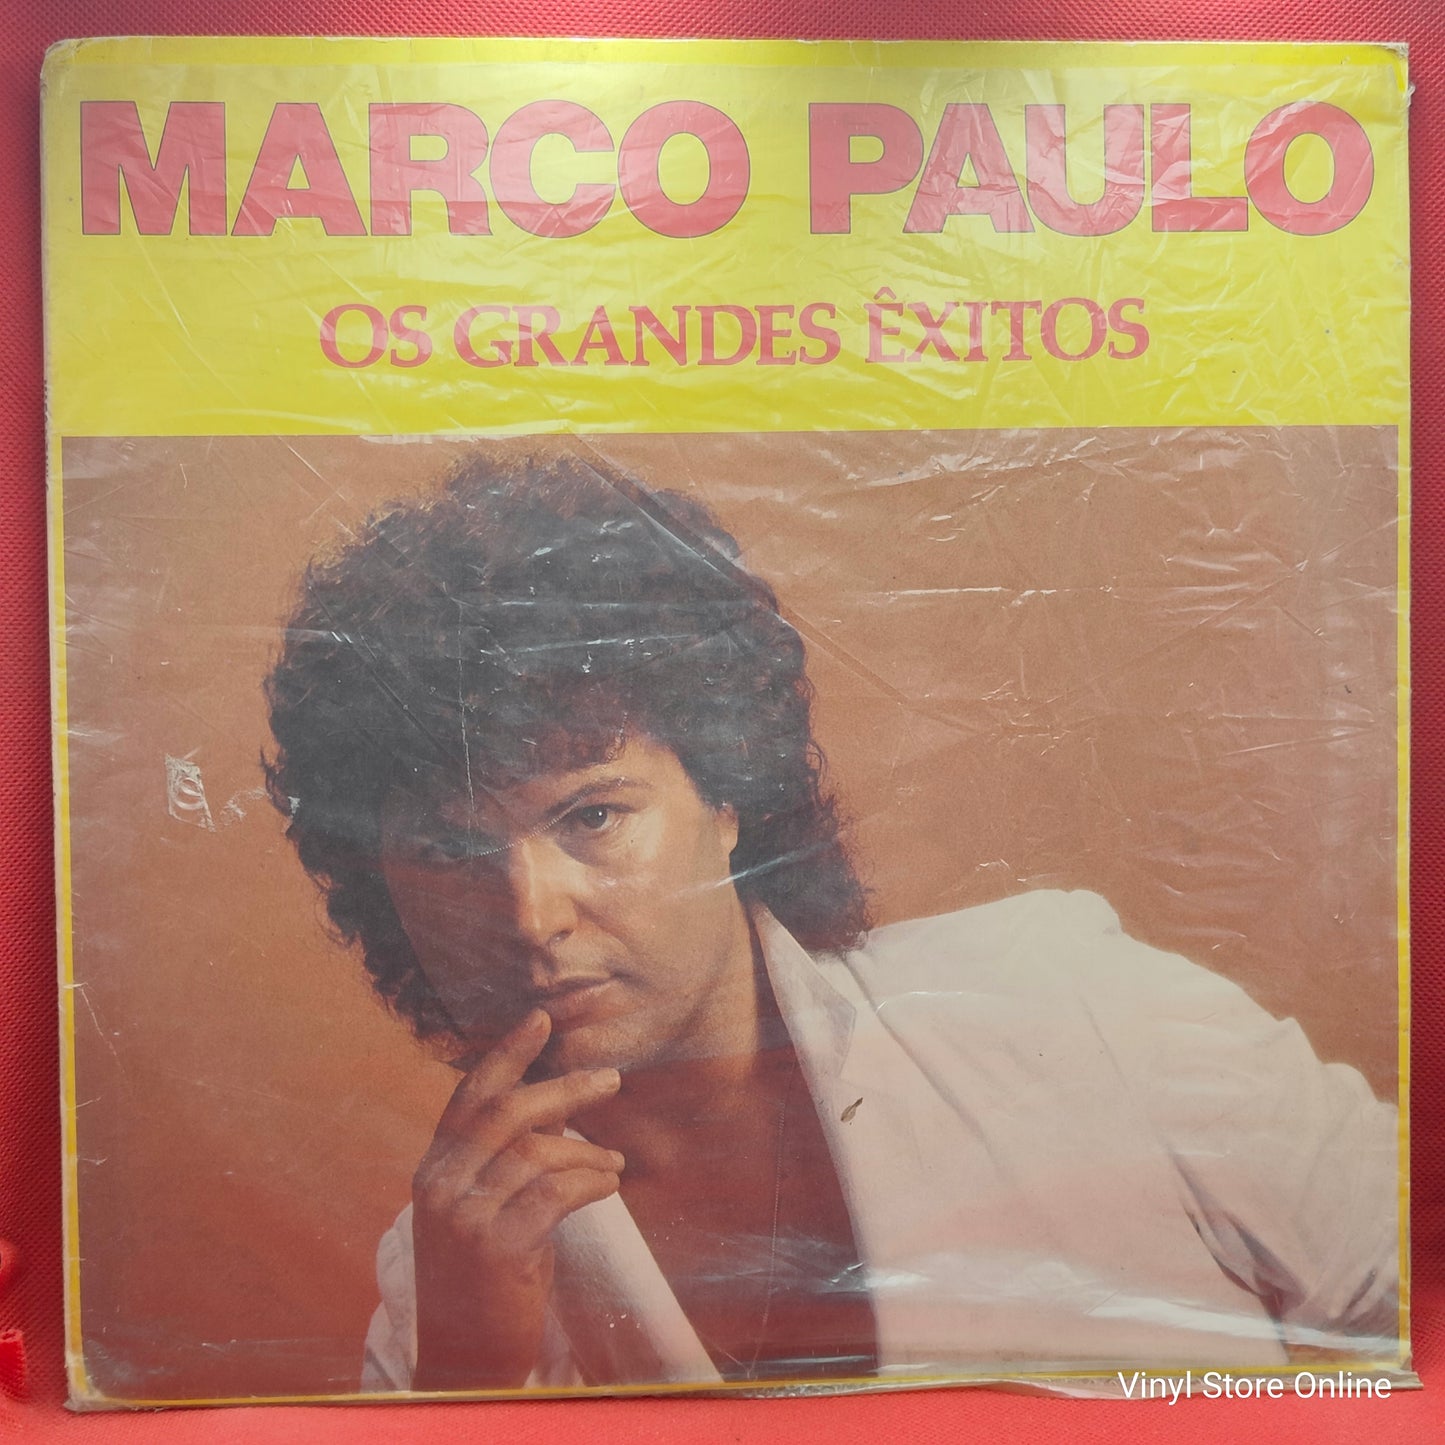 MARCO PAULO
OS GRANDES ÊXITOS
Vinyl Store Online